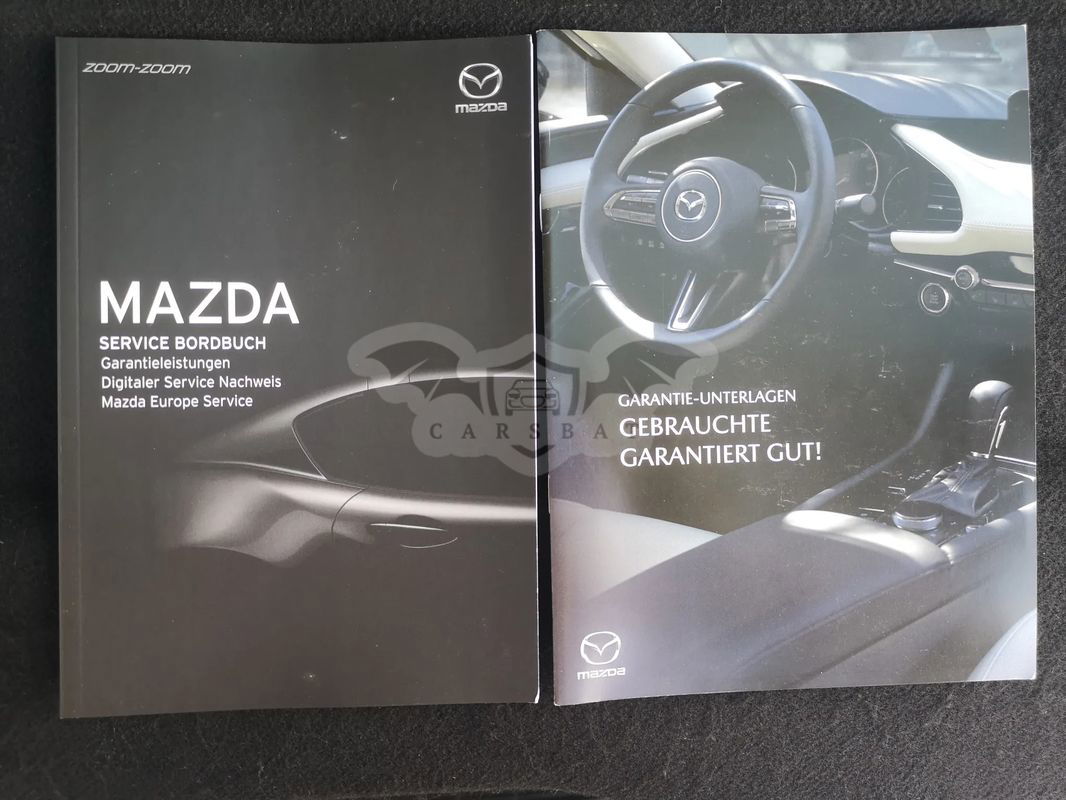 zoom-zoom
mazda
MAZDA
SERVICE BORDBUCH
Garantieleistungen
Digitaler Service Nachweis
Mazda Europe Service
GARANTIE-UNTERLAGEN
GEBRAUCHTE
GARANTIERT GUT!
mazda
CARSBA